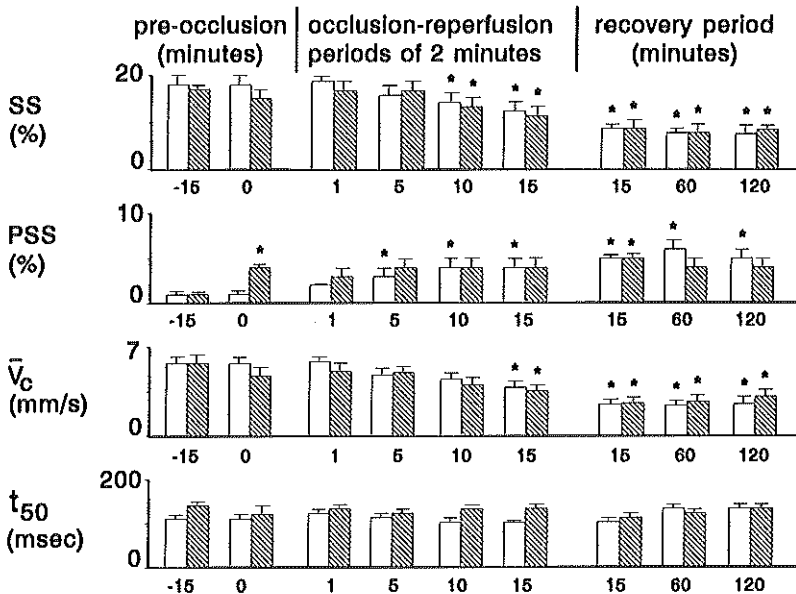 pre-occlusion (minutes) occlusion-reperfusion periods of 2 minutes recovery period (minutes)
SS (%)
20
* * * * * * * * * *
0
-15 0 1 5 10 15 15 60 120
PSS (%)
10
* * * * * * * *
0
-15 0 1 5 10 15 15 60 120
V̄c (mm/s)
7
* * * * * * * *
0
-15 0 1 5 10 15 15 60 120
t50 (msec)
200
0
-15 0 1 5 10 15 15 60 120